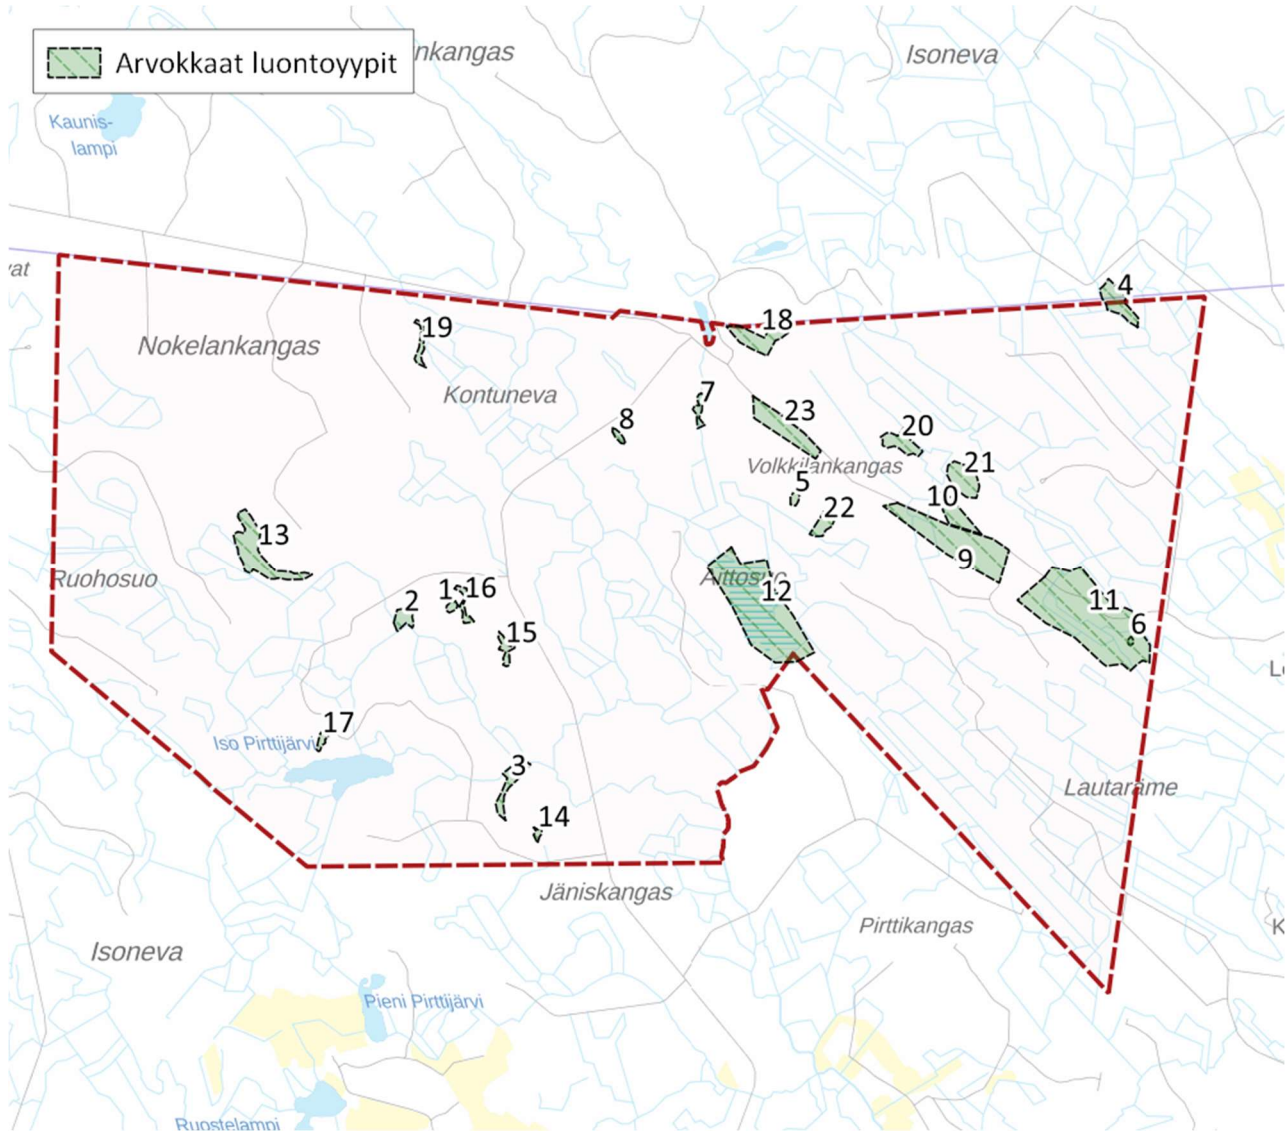 Arvokkaat luontoyypit
nkangas
Isoneva
Kaunis-
lampi
vat
4
18
19
Nokelankangas
Kontuneva
7
8
23
20
Volkkilankangas
21
5
10
22
13
9
Ruohosuo
Aittosuo
12
2
1
16
11
6
15
17
Iso Pirttijärvi
3
Lautaräme
14
Jäniskangas
Pirttikangas
K
Isoneva
Pieni Pirttijärvi
Ruostelampi